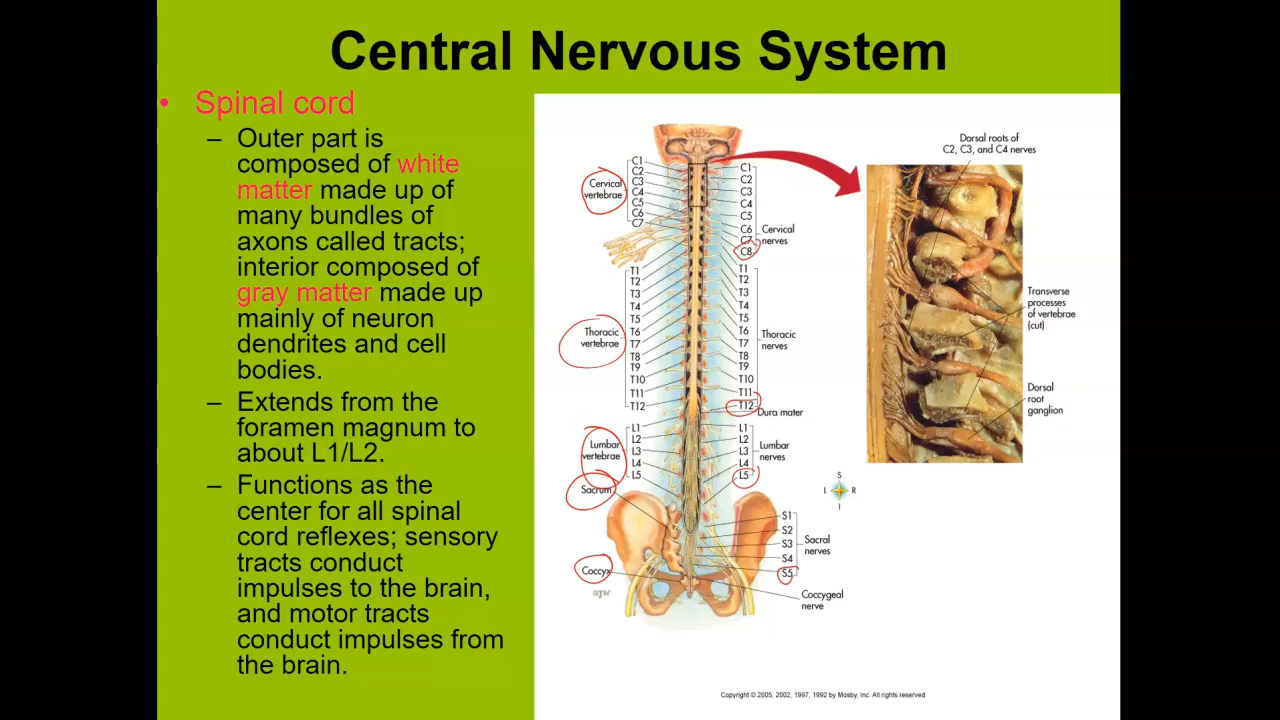 Central Nervous System
• Spinal cord
– Outer part is
composed of white
matter made up of
many bundles of
axons called tracts;
interior composed of
gray matter made up
mainly of neuron
dendrites and cell
bodies.
– Extends from the
foramen magnum to
about L1/L2.
– Functions as the
center for all spinal
cord reflexes; sensory
tracts conduct
impulses to the brain,
and motor tracts
conduct impulses from
the brain.
Cervical
vertebrae
C1
C2
C3
C4
C5
C6
C7
Thoracic
vertebrae
T1
T2
T3
T4
T5
T6
T7
T8
T9
T10
T11
T12
Lumbar
vertebrae
L1
L2
L3
L4
L5
Sacrum
Coccyx
C1
C2
C3
C4
C5
C6
C7
C8
Cervical
nerves
T1
T2
T3
T4
T5
T6
T7
T8
T9
T10
T11
T12
Thoracic
nerves
Dura mater
L1
L2
L3
L4
L5
Lumbar
nerves
S1
S2
S3
S4
S5
Sacral
nerves
Coccygeal
nerve
S
L R
I
Dorsal roots of
C2, C3, and C4 nerves
Transverse
processes
of vertebrae
(cut)
Dorsal
root
ganglion
Copyright © 2005, 2002, 1997, 1992 by Mosby, Inc. All rights reserved